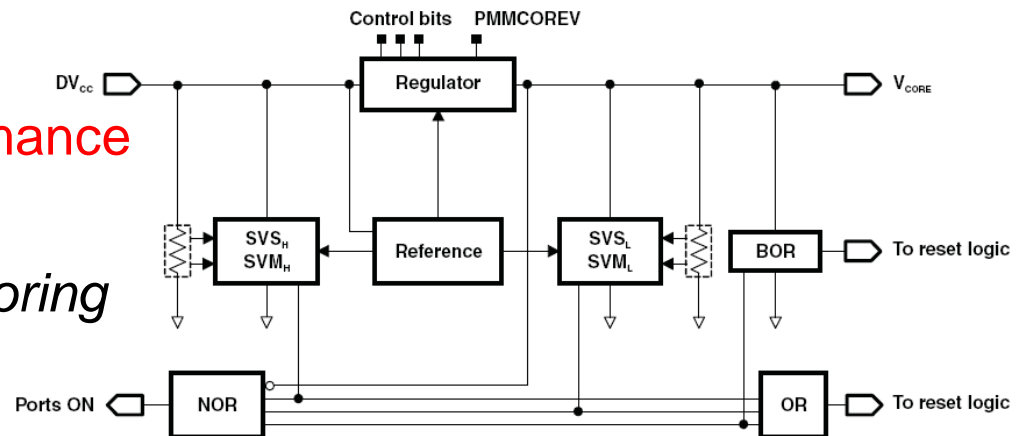 Control bits PMMCOREV
DVcc
Regulator
VCORE
nance
SVSH
SVMH
Reference
SVSL
SVML
BOR
To reset logic
oring
Ports ON
NOR
OR
To reset logic